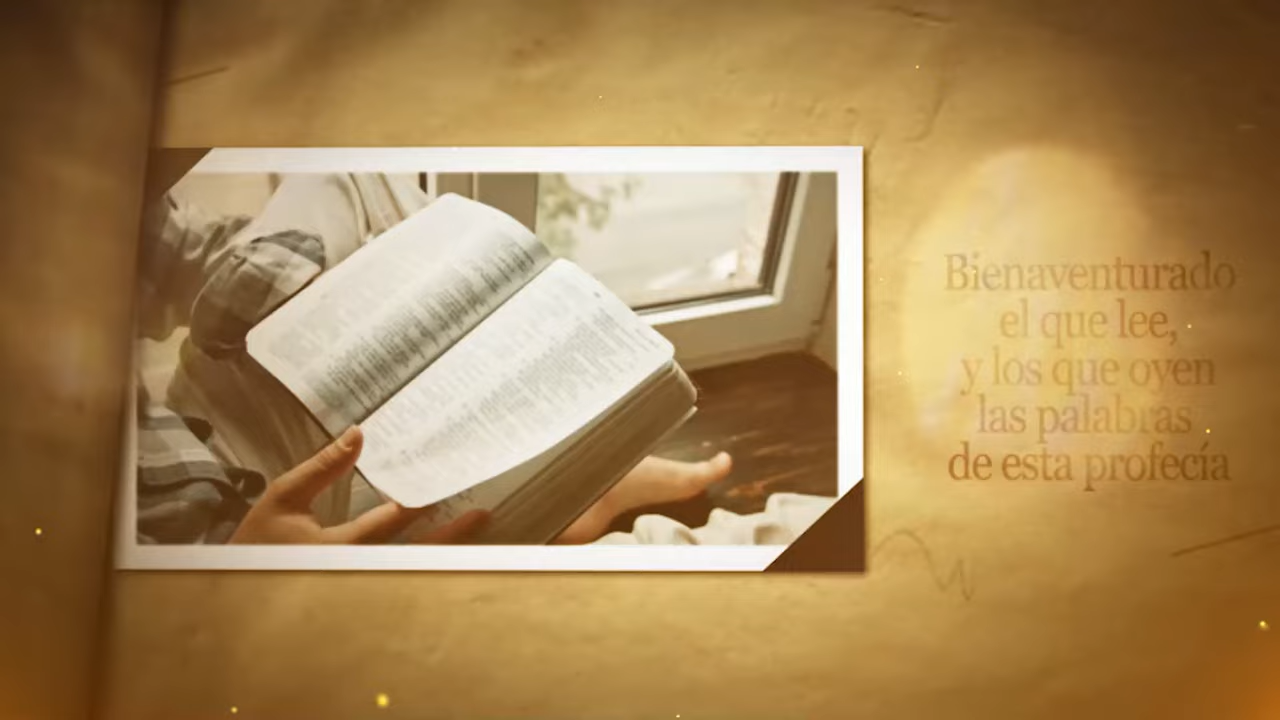 Bienaventurado
el que lee,
y los que oyen
las palabras
de esta profecía